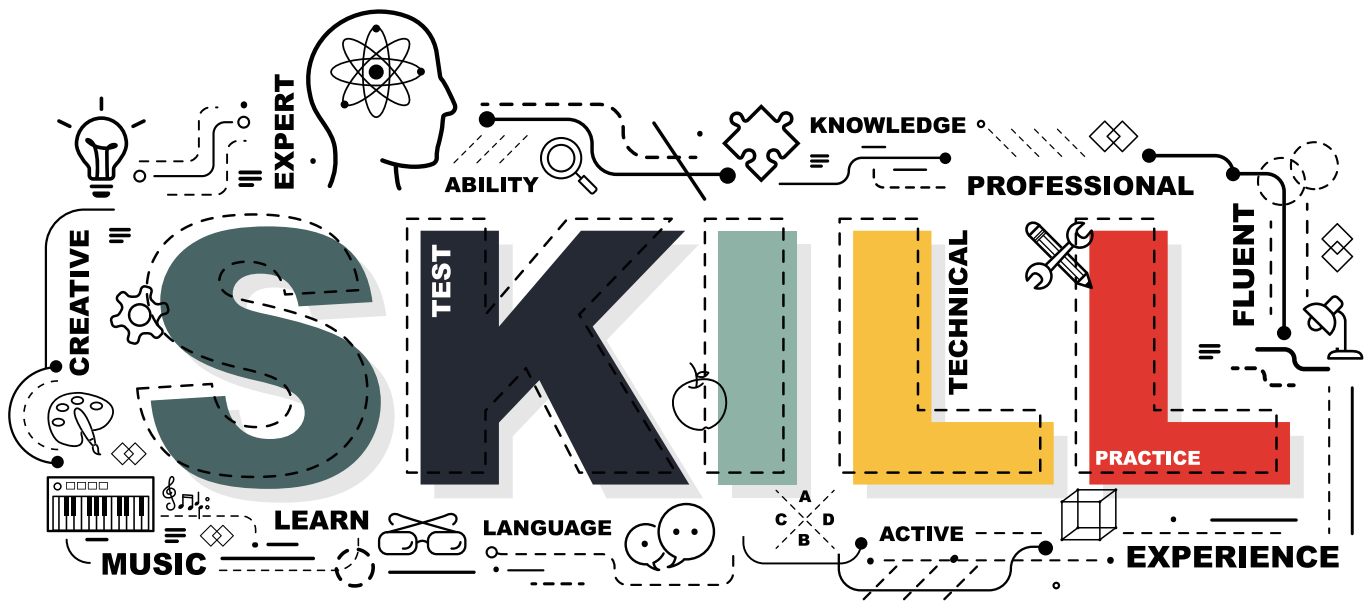 EXPERT
KNOWLEDGE
ABILITY
PROFESSIONAL
CREATIVE
SKILL
TEST
TECHNICAL
FLUENT
PRACTICE
A
C D
B
LEARN
LANGUAGE
ACTIVE
MUSIC
EXPERIENCE